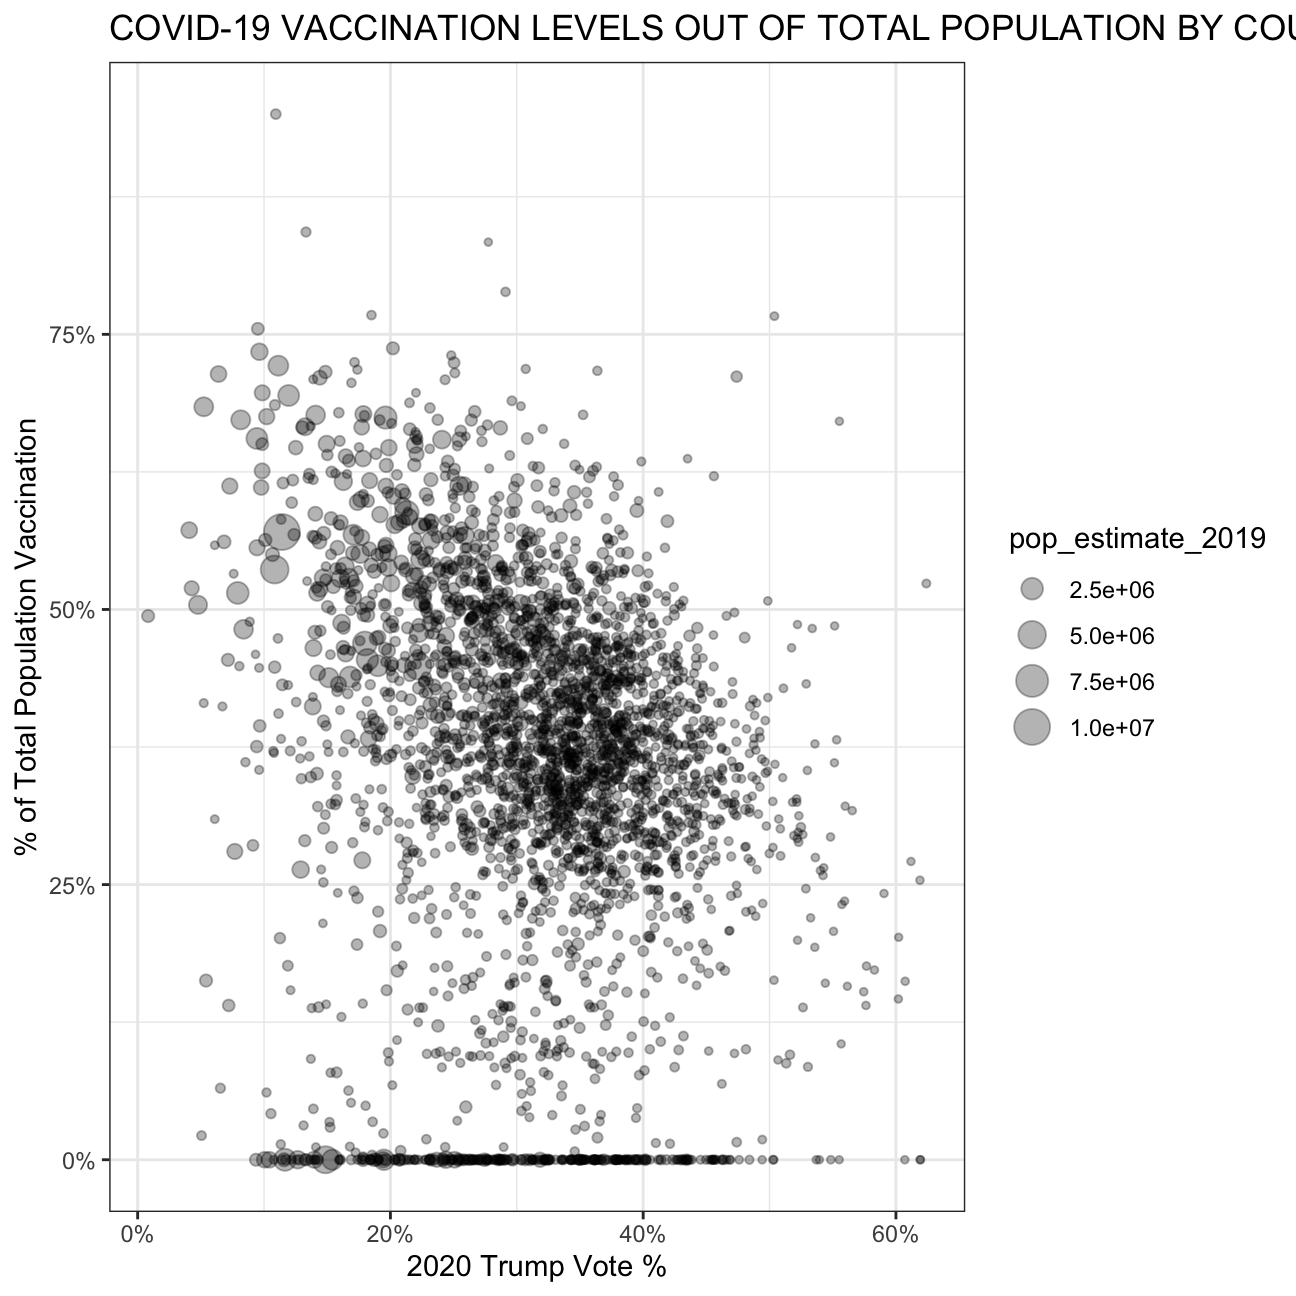 COVID-19 VACCINATION LEVELS OUT OF TOTAL POPULATION BY COU
% of Total Population Vaccination
75%
50%
25%
0%
0%
20%
40%
60%
2020 Trump Vote %
pop_estimate_2019
2.5e+06
5.0e+06
7.5e+06
1.0e+07